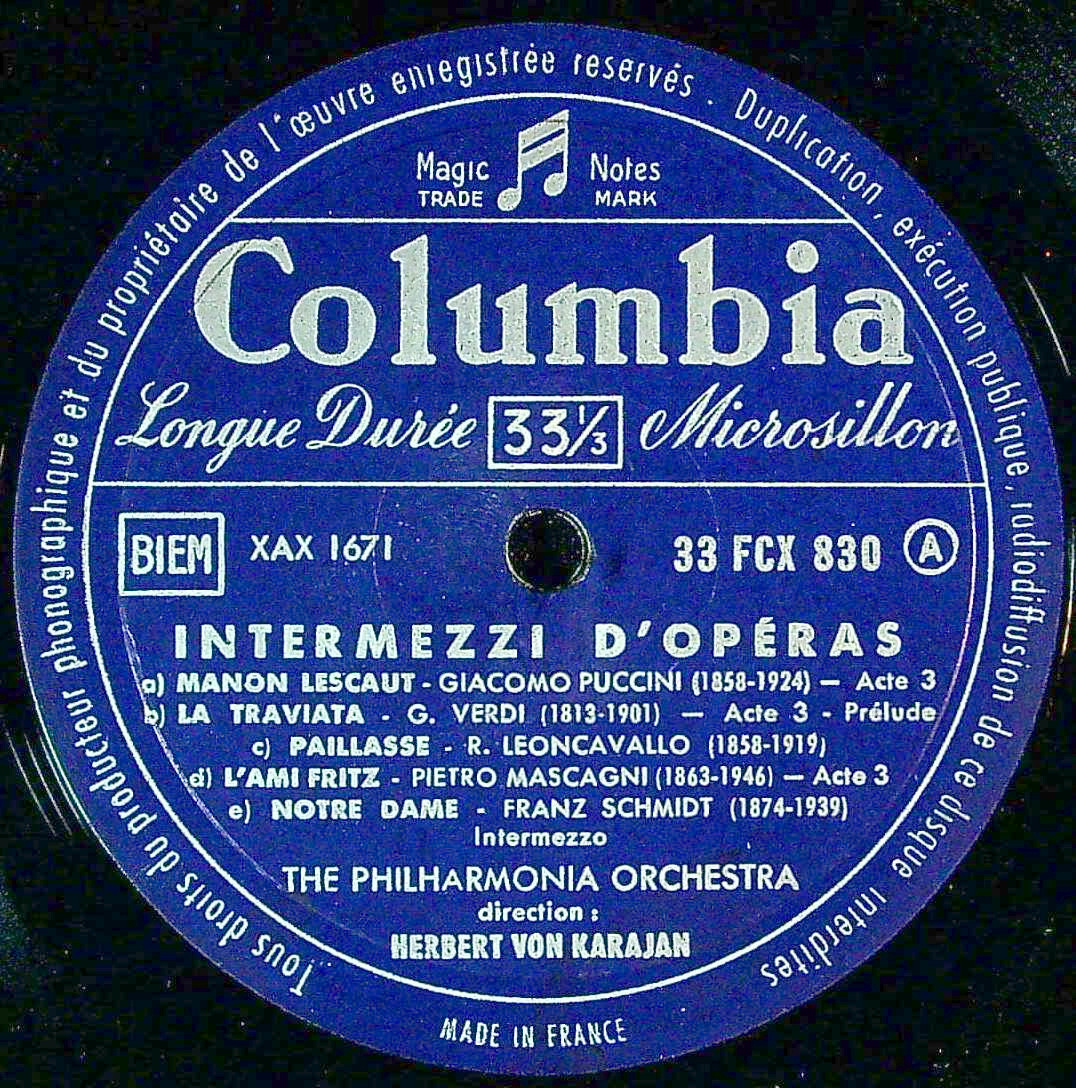 Tous droits du producteur phonographique et du propriétaire de l'œuvre enregistrée reservés . Duplication, exécution publique, radiodiffusion de ce disque interdites
Magic Notes
TRADE MARK
Columbia
Longue Durée 33⅓ Microsillon
BIEM XAX 1671 33 FCX 830 A
INTERMEZZI D'OPÉRAS
a) MANON LESCAUT - GIACOMO PUCCINI (1858-1924) — Acte 3
b) LA TRAVIATA - G. VERDI (1813-1901) — Acte 3 - Prélude
c) PAILLASSE - R. LEONCAVALLO (1858-1919)
d) L'AMI FRITZ - PIETRO MASCAGNI (1863-1946) — Acte 3
e) NOTRE DAME - FRANZ SCHMIDT (1874-1939)
Intermezzo
THE PHILHARMONIA ORCHESTRA
direction :
HERBERT VON KARAJAN
MADE IN FRANCE